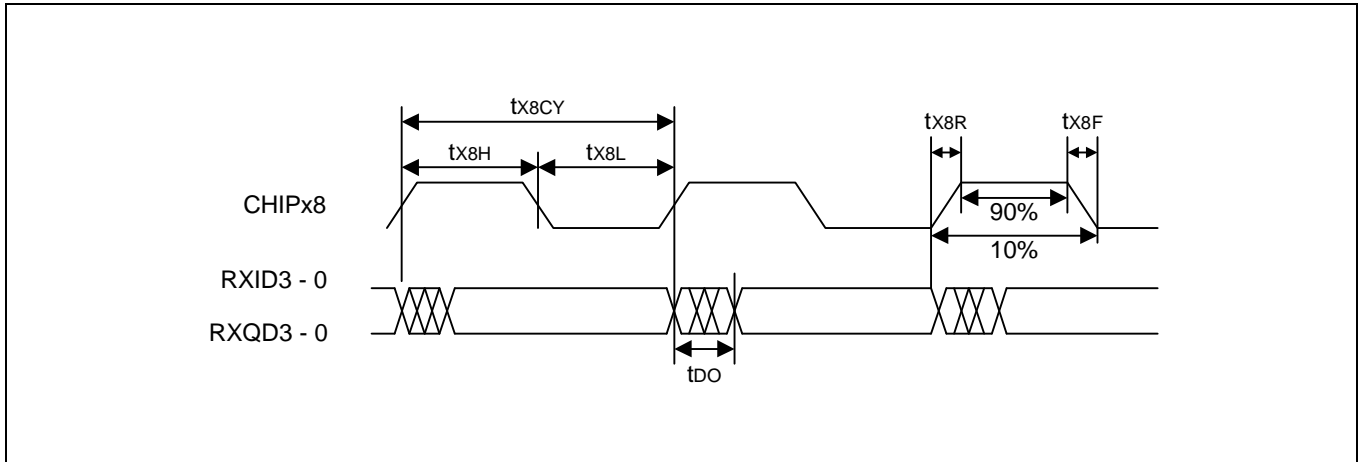 tX8CY
tX8R
tX8F
tX8H
tX8L
CHIPx8
90%
10%
RXID3 - 0
RXQD3 - 0
tDO